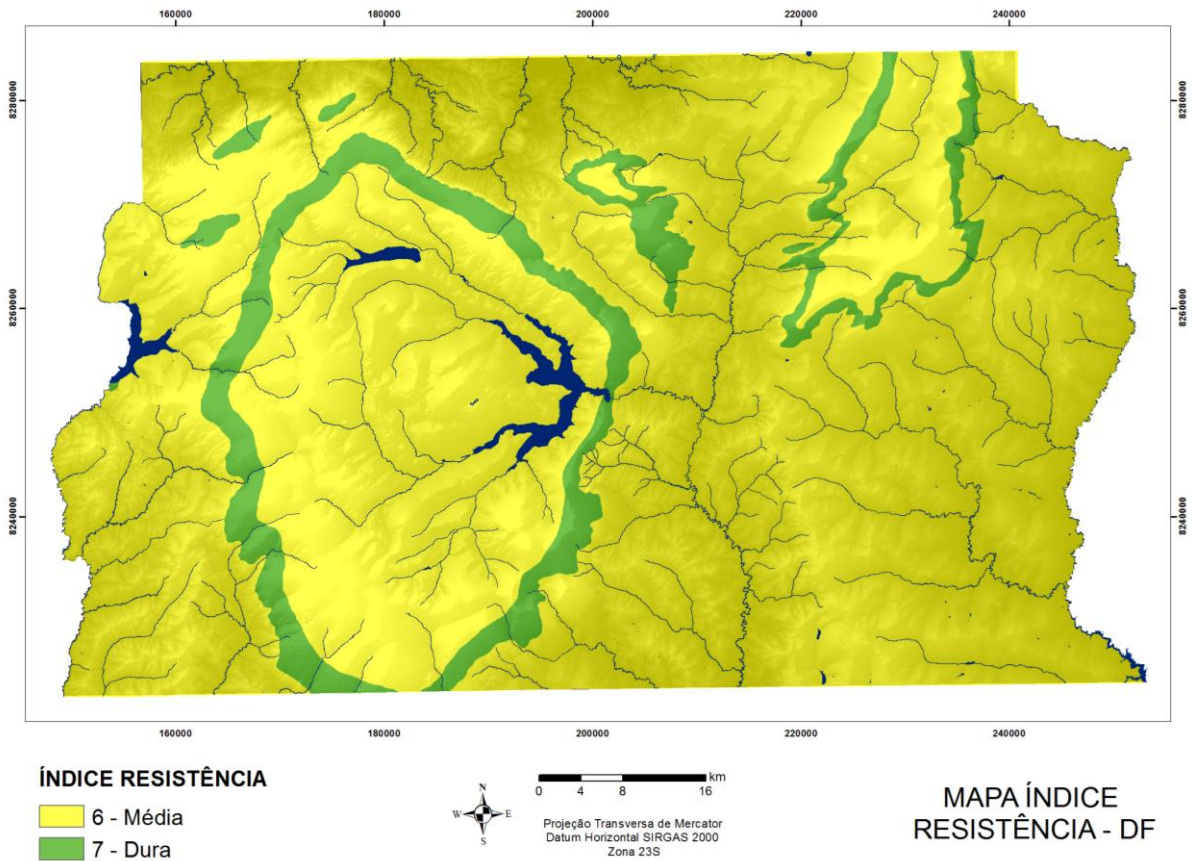 160000 180000 200000 220000 240000
8280000 8280000
8260000 8260000
8240000 8240000
160000 180000 200000 220000 240000
ÍNDICE RESISTÊNCIA
6 - Média
7 - Dura
N
W E
S
km
0 4 8 16
Projeção Transversa de Mercator
Datum Horizontal SIRGAS 2000
Zona 23S
MAPA ÍNDICE
RESISTÊNCIA - DF